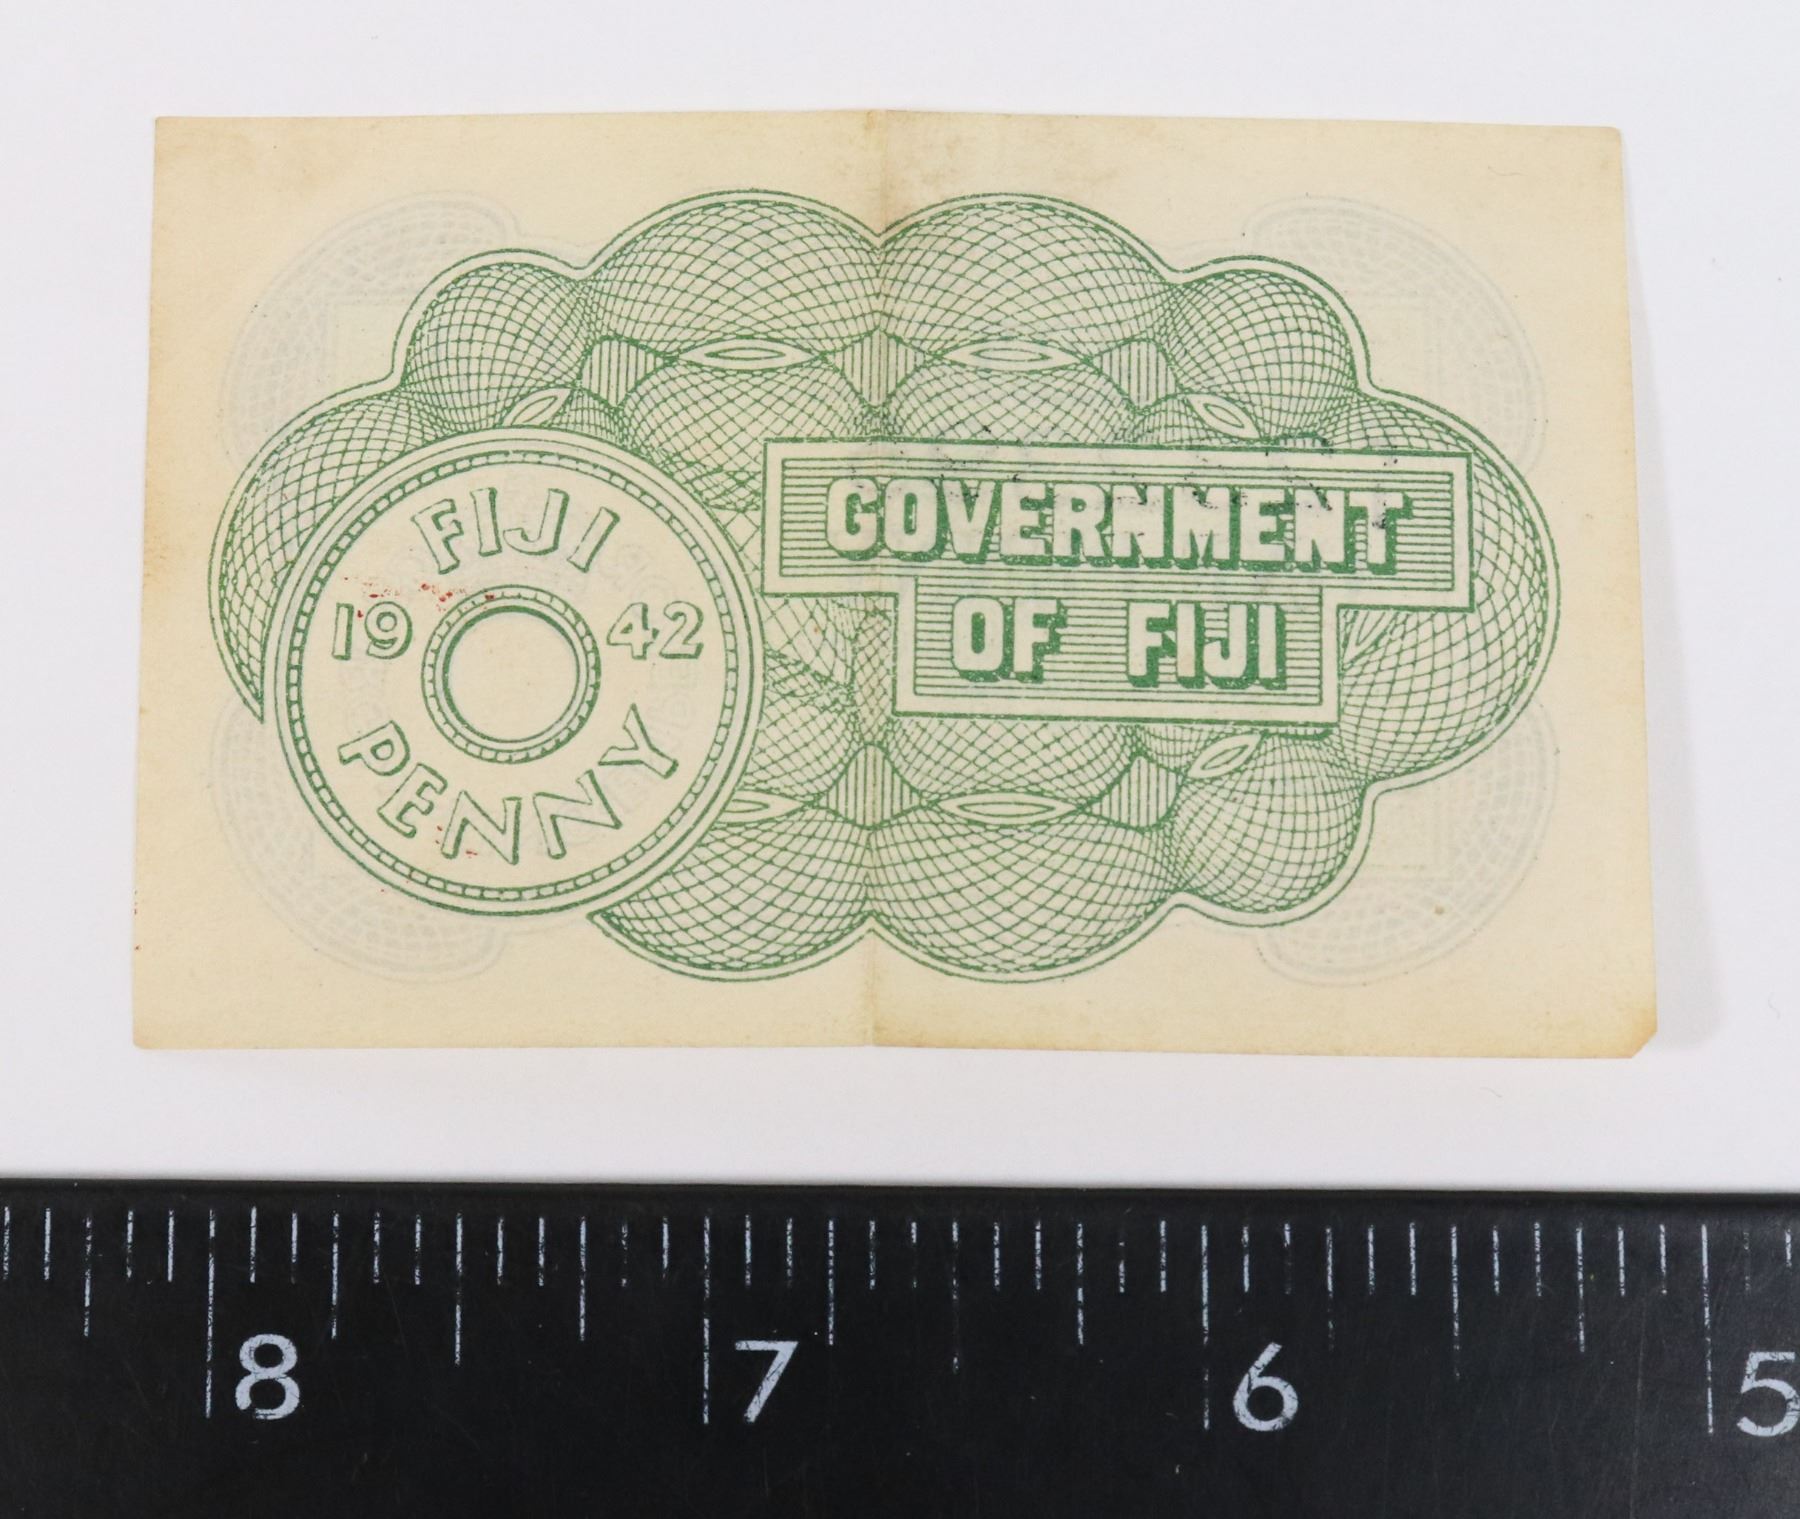 FIJI
19 42
PENNY
GOVERNMENT
OF FIJI
8 7 6 5